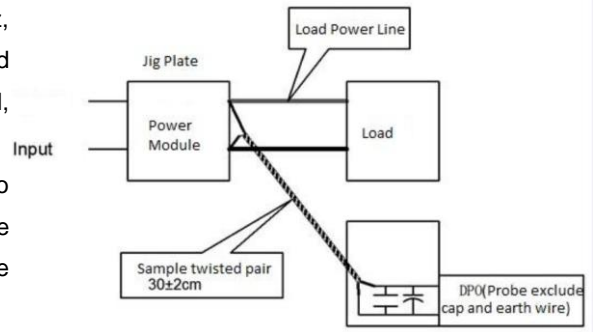 t,
d
l,
o
e
e
Load Power Line
Jig Plate
Power
Module
Load
Input
Sample twisted pair
30±2cm
DPO(Probe exclude
cap and earth wire)